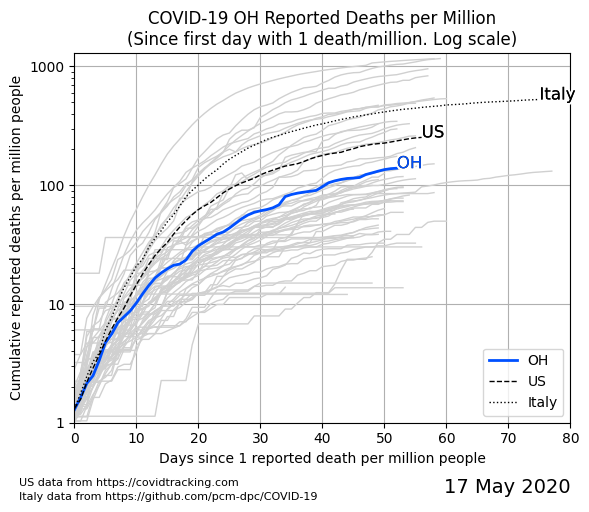 COVID-19 OH Reported Deaths per Million
(Since first day with 1 death/million. Log scale)
Cumulative reported deaths per million people
1000
100
10
1
Italy
US
OH
OH
US
Italy
0 10 20 30 40 50 60 70 80
Days since 1 reported death per million people
US data from https://covidtracking.com
Italy data from https://github.com/pcm-dpc/COVID-19
17 May 2020